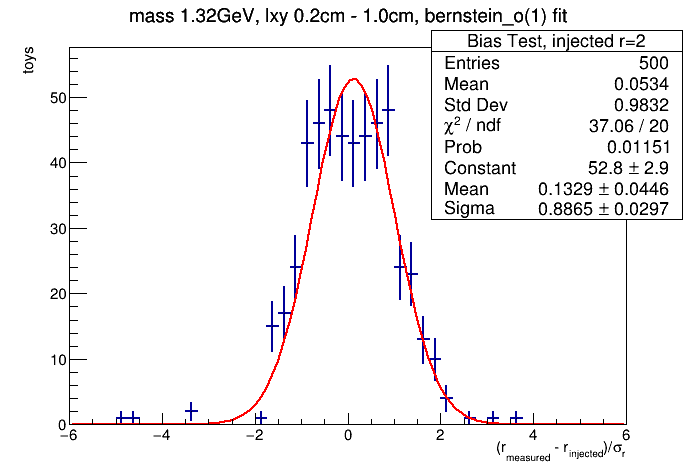 mass 1.32GeV, lxy 0.2cm - 1.0cm, bernstein_o(1) fit
toys
Bias Test, injected r=2
Entries 500
Mean 0.0534
Std Dev 0.9832
χ² / ndf 37.06 / 20
Prob 0.01151
Constant 52.8 ± 2.9
Mean 0.1329 ± 0.0446
Sigma 0.8865 ± 0.0297
50
40
30
20
10
0
−6 −4 −2 0 2 4 6
(r_measured - r_injected)/σ_r